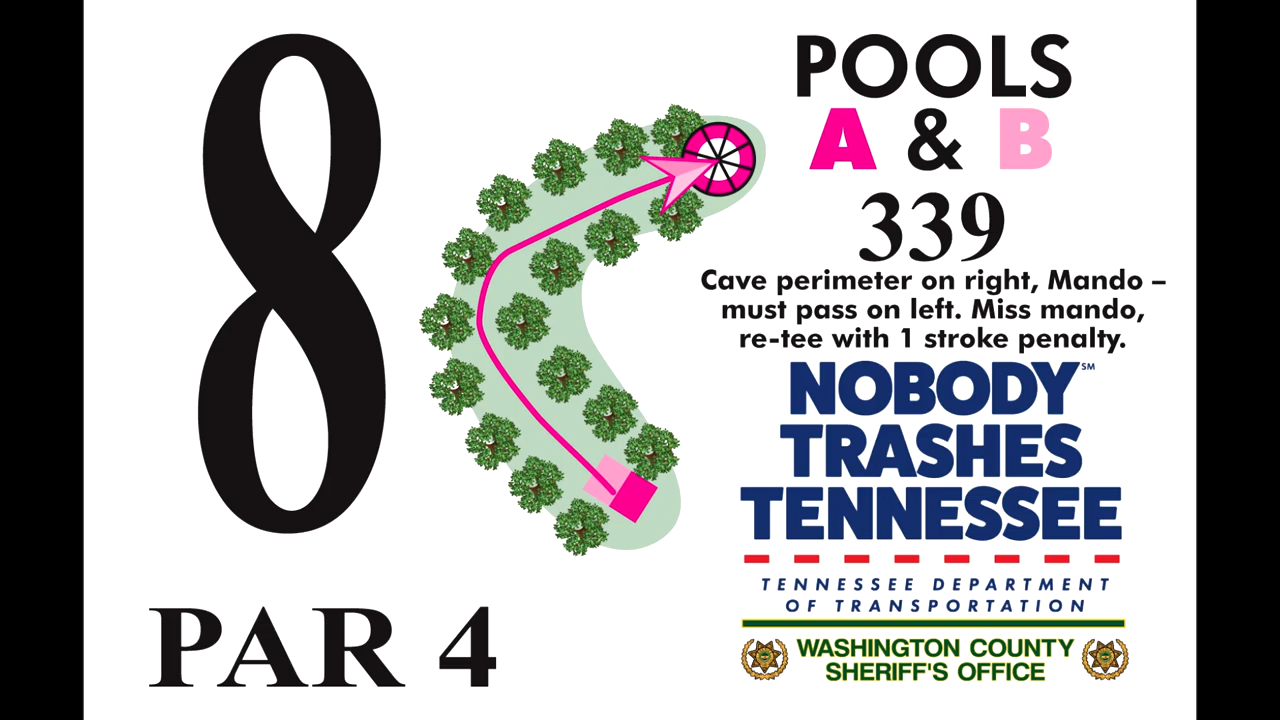 8
PAR 4
POOLS
A & B
339
Cave perimeter on right, Mando –
must pass on left. Miss mando,
re-tee with 1 stroke penalty.
NOBODY℠
TRASHES
TENNESSEE
TENNESSEE DEPARTMENT
OF TRANSPORTATION
WASHINGTON COUNTY
SHERIFF'S OFFICE